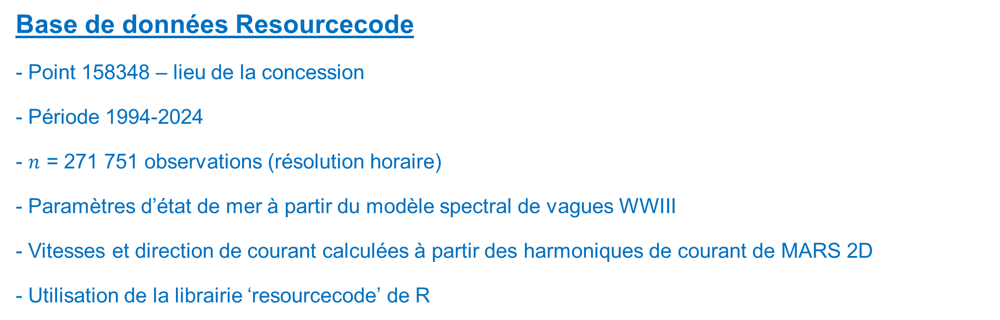 Base de données Resourcecode
- Point 158348 – lieu de la concession
- Période 1994-2024
- 𝑛 = 271 751 observations (résolution horaire)
- Paramètres d’état de mer à partir du modèle spectral de vagues WWIII
- Vitesses et direction de courant calculées à partir des harmoniques de courant de MARS 2D
- Utilisation de la librairie ‘resourcecode’ de R